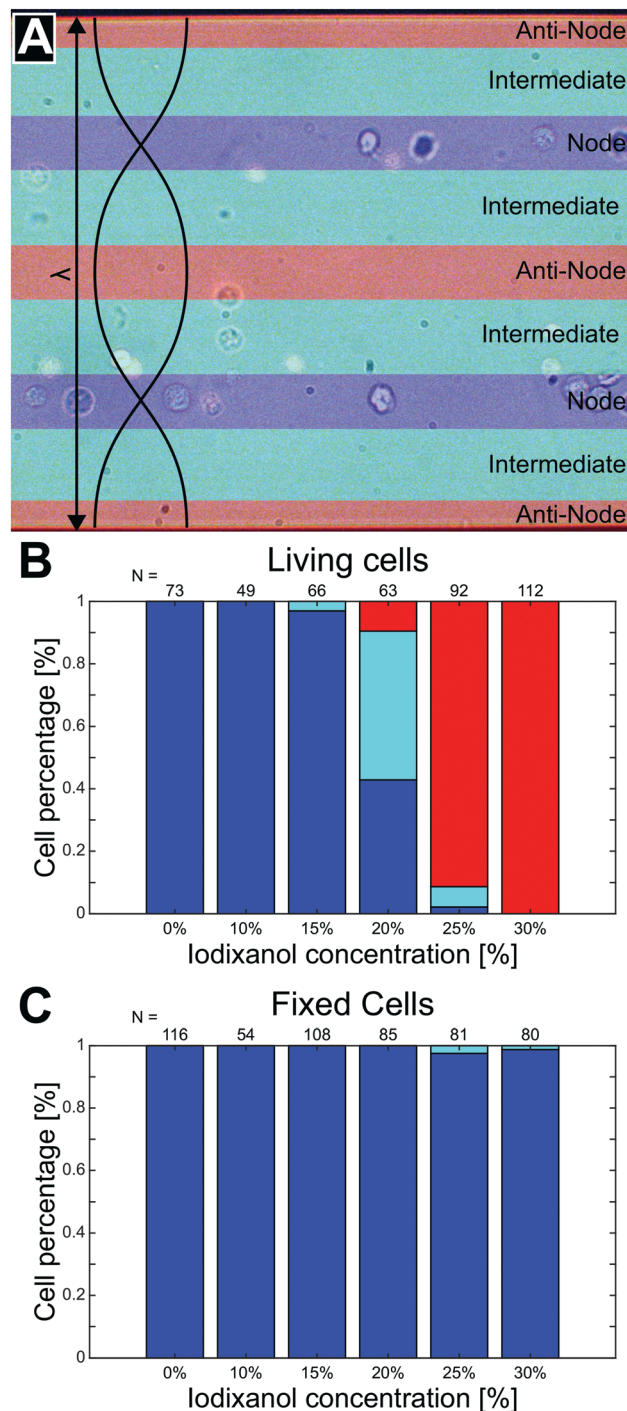 A
Anti-Node
Intermediate
Node
Intermediate
λ
Anti-Node
Intermediate
Node
Intermediate
Anti-Node
B
Living cells
N =
73 49 66 63 92 112
Cell percentage [%]
1
0.8
0.6
0.4
0.2
0
0% 10% 15% 20% 25% 30%
Iodixanol concentration [%]
C
Fixed Cells
N =
116 54 108 85 81 80
Cell percentage [%]
1
0.8
0.6
0.4
0.2
0
0% 10% 15% 20% 25% 30%
Iodixanol concentration [%]